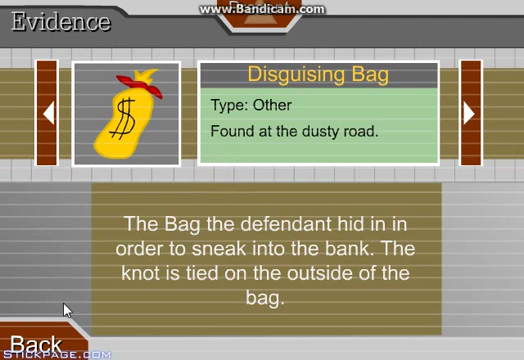 www.Bandicam.com
Evidence
Disguising Bag
Type: Other
Found at the dusty road.
$
The Bag the defendant hid in in
order to sneak into the bank. The
knot is tied on the outside of the
bag.
Back
STICKPAGE.COM